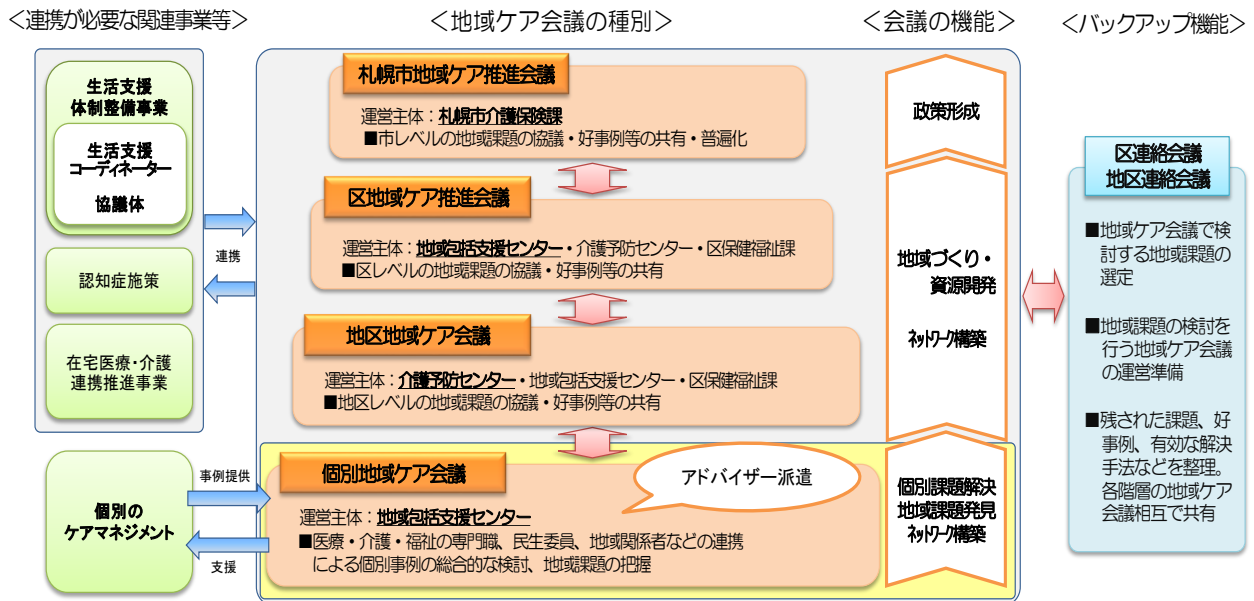 ＜連携が必要な関連事業等＞
＜地域ケア会議の種別＞
＜会議の機能＞
＜バックアップ機能＞
生活支援
体制整備事業
生活支援
コーディネーター
協議体
認知症施策
在宅医療・介護
連携推進事業
連携
個別の
ケアマネジメント
事例提供
支援
札幌市地域ケア推進会議
運営主体：札幌市介護保険課
■市レベルの地域課題の協議・好事例等の共有・普遍化
区地域ケア推進会議
運営主体：地域包括支援センター・介護予防センター・区保健福祉課
■区レベルの地域課題の協議・好事例等の共有
地区地域ケア会議
運営主体：介護予防センター・地域包括支援センター・区保健福祉課
■地区レベルの地域課題の協議・好事例等の共有
個別地域ケア会議
アドバイザー派遣
運営主体：地域包括支援センター
■医療・介護・福祉の専門職、民生委員、地域関係者などの連携
による個別事例の総合的な検討、地域課題の把握
政策形成
地域づくり・
資源開発
ネットワーク構築
個別課題解決
地域課題発見
ネットワーク構築
区連絡会議
地区連絡会議
■地域ケア会議で検
討する地域課題の
選定
■地域課題の検討を
行う地域ケア会議
の運営準備
■残された課題、好
事例、有効な解決
手法などを整理。
各階層の地域ケア
会議相互で共有